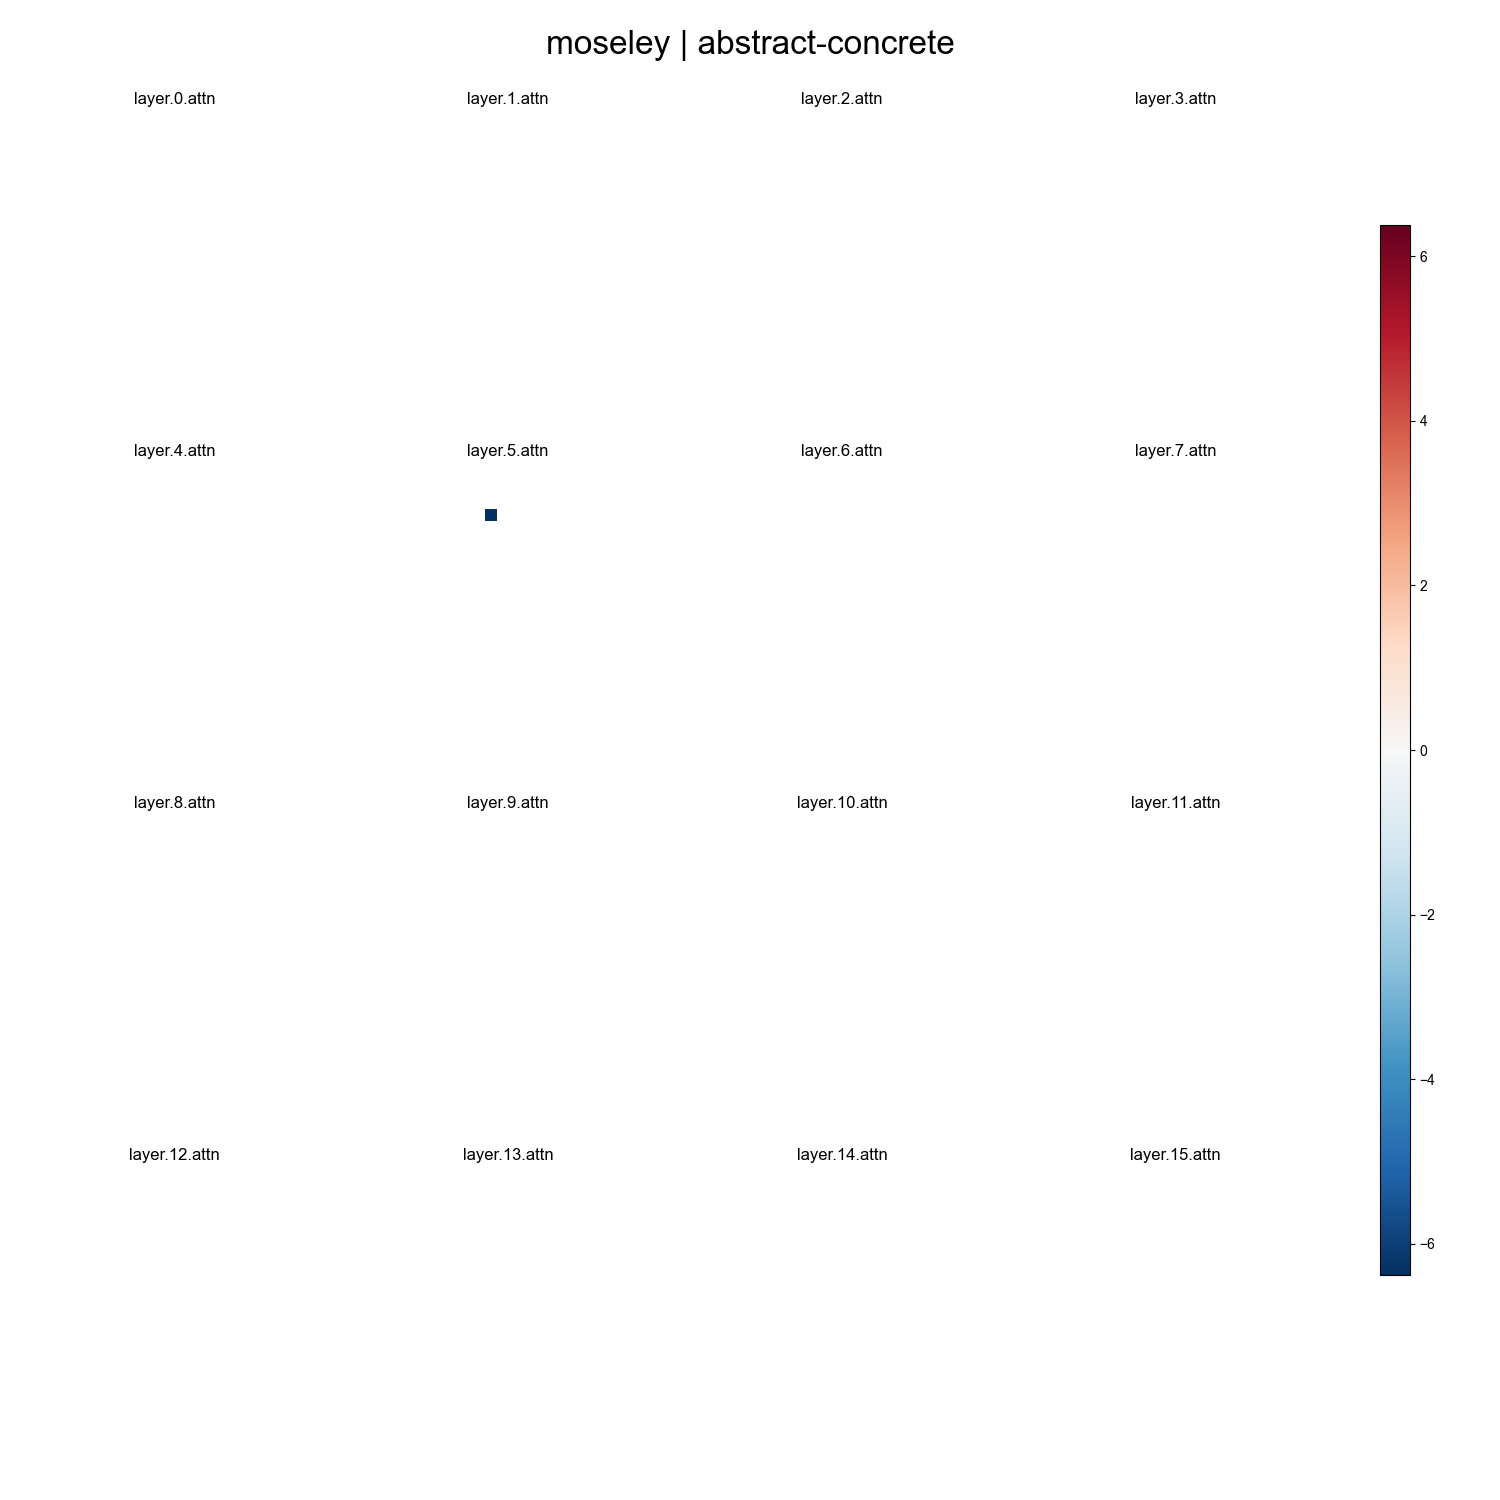 moseley | abstract-concrete
layer.0.attn
layer.1.attn
layer.2.attn
layer.3.attn
layer.4.attn
layer.5.attn
layer.6.attn
layer.7.attn
layer.8.attn
layer.9.attn
layer.10.attn
layer.11.attn
layer.12.attn
layer.13.attn
layer.14.attn
layer.15.attn
6
4
2
0
−2
−4
−6